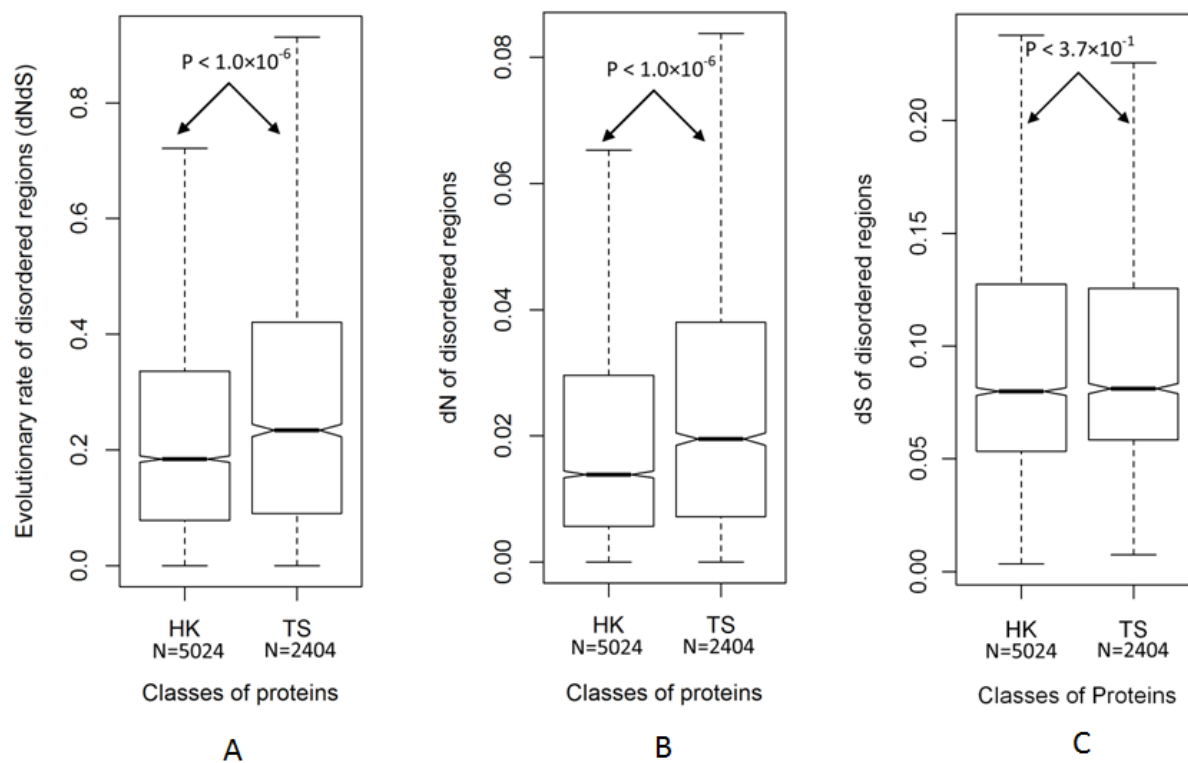 Evolutionary rate of disordered regions (dNdS)
0.0 0.2 0.4 0.6 0.8
P < 1.0×10⁻⁶
HK TS
N=5024 N=2404
Classes of proteins
A
dN of disordered regions
0.00 0.02 0.04 0.06 0.08
P < 1.0×10⁻⁶
HK TS
N=5024 N=2404
Classes of proteins
B
dS of disordered regions
0.00 0.05 0.10 0.15 0.20
P < 3.7×10⁻¹
HK TS
N=5024 N=2404
Classes of Proteins
C